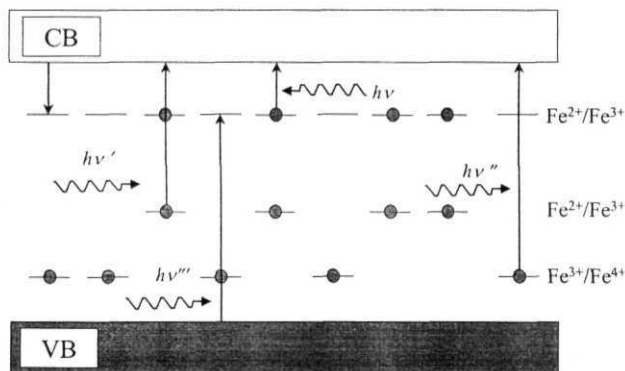 CB
hν
Fe²⁺/Fe³⁺
hν′
hν″
Fe²⁺/Fe³⁺
Fe³⁺/Fe⁴⁺
hν‴
VB